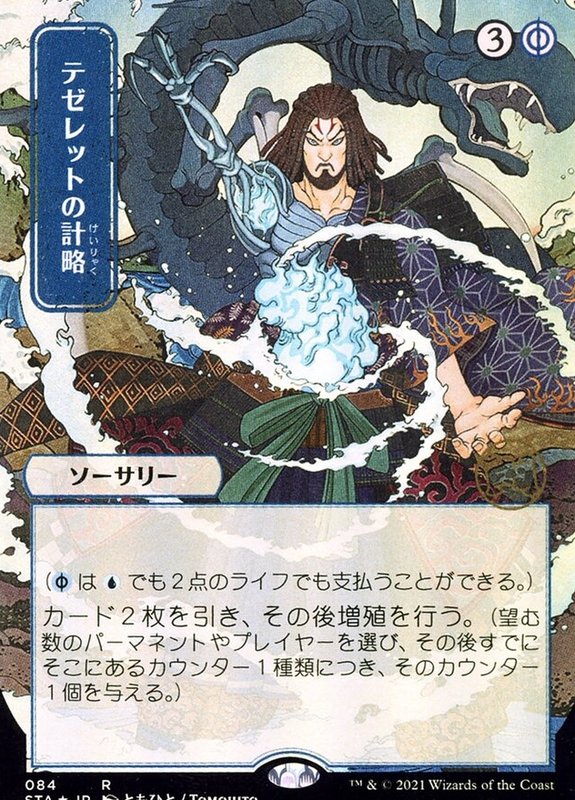 3
テゼレットの計略
けいりゃく
ソーサリー
( は でも2点のライフでも支払うことができる。)
カード2枚を引き、その後増殖を行う。(望む
数のパーマネントやプレイヤーを選び、その後すでに
そこにあるカウンター1種類につき、そのカウンター
1個を与える。)
084 R
™ & © 2021 Wizards of the Coast
STA ★ JP ともひと / Tomohito